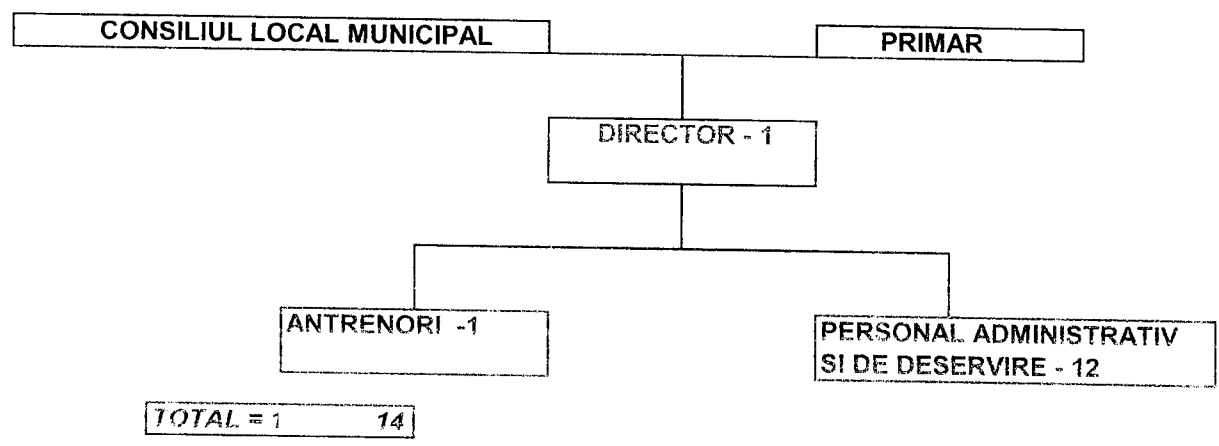 CONSILIUL LOCAL MUNICIPAL
PRIMAR
DIRECTOR - 1
ANTRENORI -1
PERSONAL ADMINISTRATIV
SI DE DESERVIRE - 12
TOTAL = 1 14